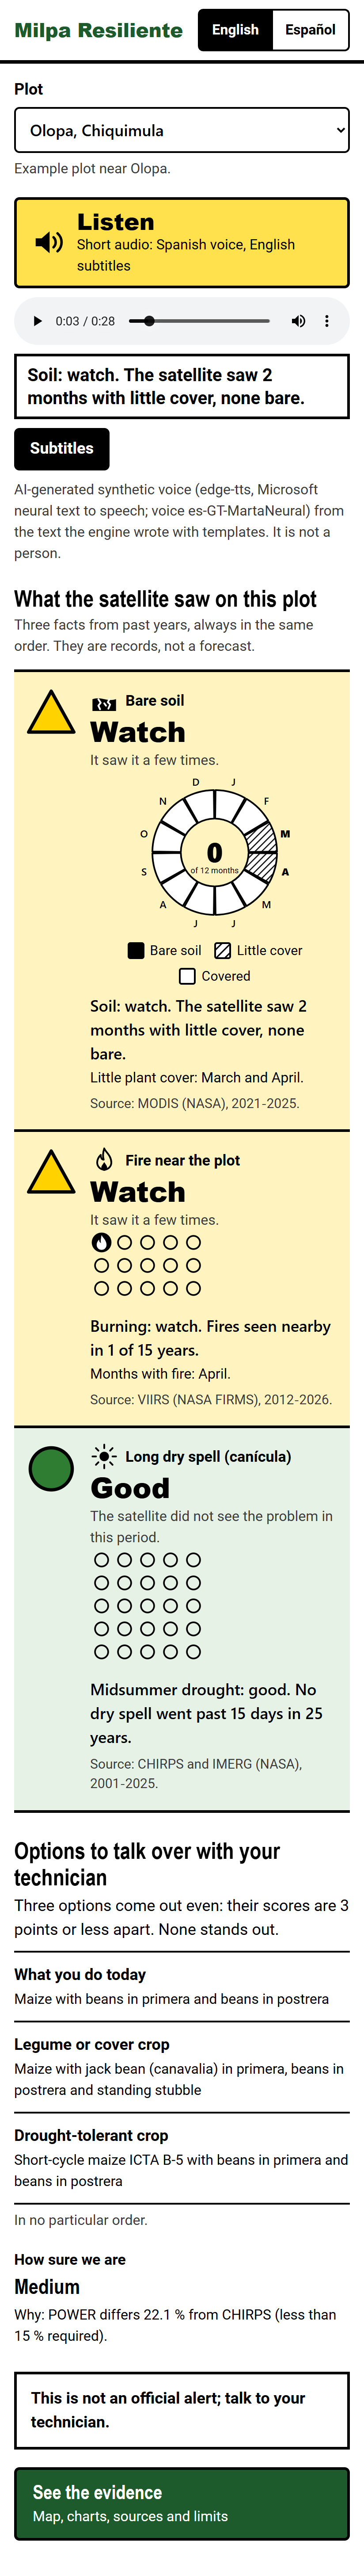 Milpa Resiliente
English
Español
Plot
Olopa, Chiquimula
Example plot near Olopa.
Listen
Short audio: Spanish voice, English
subtitles
0:03 / 0:28
Soil: watch. The satellite saw 2
months with little cover, none bare.
Subtitles
AI-generated synthetic voice (edge-tts, Microsoft
neural text to speech; voice es-GT-MartaNeural) from
the text the engine wrote with templates. It is not a
person.
What the satellite saw on this plot
Three facts from past years, always in the same
order. They are records, not a forecast.
Bare soil
Watch
It saw it a few times.
D J
N F
O M
S A
A M
J J
0
of 12 months
Bare soil
Little cover
Covered
Soil: watch. The satellite saw 2
months with little cover, none
bare.
Little plant cover: March and April.
Source: MODIS (NASA), 2021-2025.
Fire near the plot
Watch
It saw it a few times.
Burning: watch. Fires seen nearby
in 1 of 15 years.
Months with fire: April.
Source: VIIRS (NASA FIRMS), 2012-2026.
Long dry spell (canícula)
Good
The satellite did not see the problem in
this period.
Midsummer drought: good. No
dry spell went past 15 days in 25
years.
Source: CHIRPS and IMERG (NASA),
2001-2025.
Options to talk over with your
technician
Three options come out even: their scores are 3
points or less apart. None stands out.
What you do today
Maize with beans in primera and beans in postrera
Legume or cover crop
Maize with jack bean (canavalia) in primera, beans in
postrera and standing stubble
Drought-tolerant crop
Short-cycle maize ICTA B-5 with beans in primera and
beans in postrera
In no particular order.
How sure we are
Medium
Why: POWER differs 22.1 % from CHIRPS (less than
15 % required).
This is not an official alert; talk to your
technician.
See the evidence
Map, charts, sources and limits